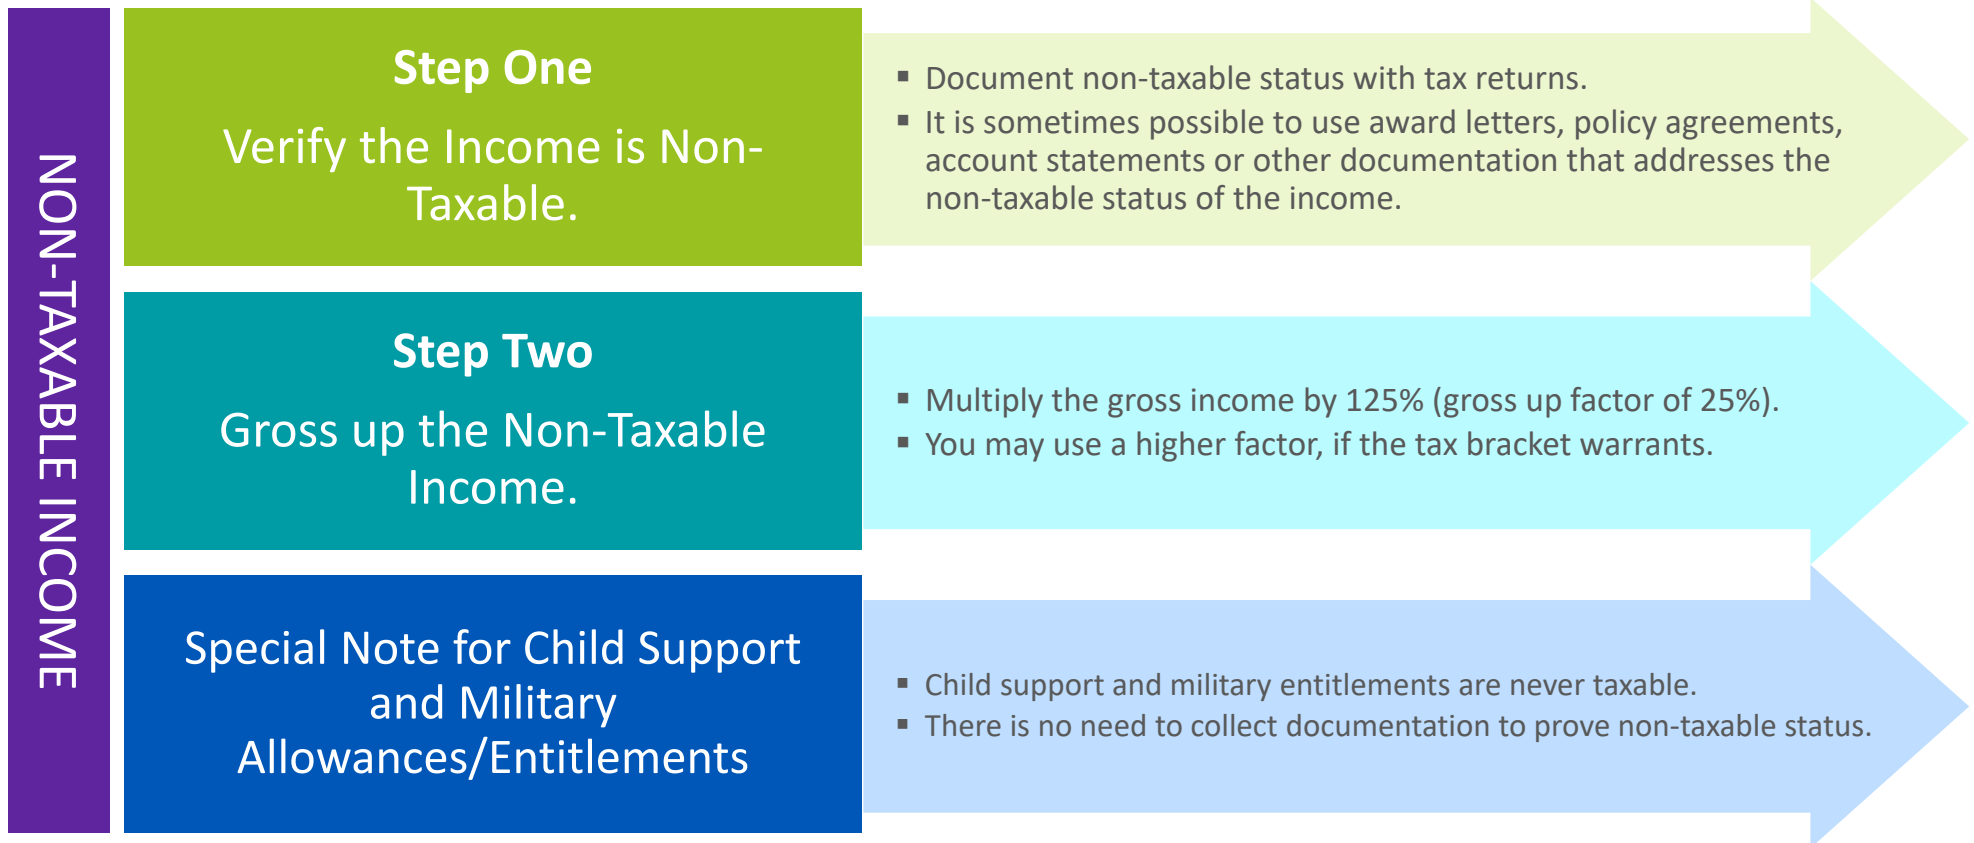 NON-TAXABLE INCOME
Step One
Verify the Income is Non-
Taxable.
▪ Document non-taxable status with tax returns.
▪ It is sometimes possible to use award letters, policy agreements,
account statements or other documentation that addresses the
non-taxable status of the income.
Step Two
Gross up the Non-Taxable
Income.
▪ Multiply the gross income by 125% (gross up factor of 25%).
▪ You may use a higher factor, if the tax bracket warrants.
Special Note for Child Support
and Military
Allowances/Entitlements
▪ Child support and military entitlements are never taxable.
▪ There is no need to collect documentation to prove non-taxable status.